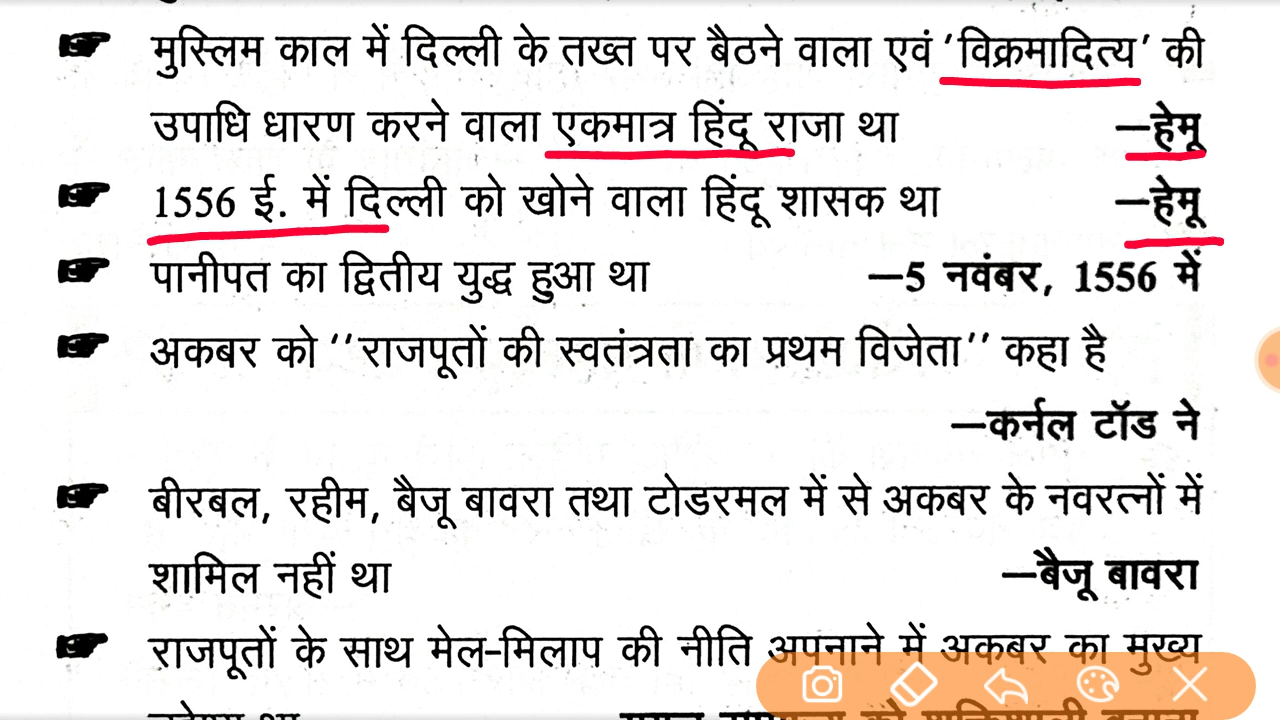 मुस्लिम काल में दिल्ली के तख्त पर बैठने वाला एवं 'विक्रमादित्य' की
उपाधि धारण करने वाला एकमात्र हिंदू राजा था —हेमू
1556 ई. में दिल्ली को खोने वाला हिंदू शासक था —हेमू
पानीपत का द्वितीय युद्ध हुआ था —5 नवंबर, 1556 में
अकबर को ''राजपूतों की स्वतंत्रता का प्रथम विजेता'' कहा है
—कर्नल टॉड ने
बीरबल, रहीम, बैजू बावरा तथा टोडरमल में से अकबर के नवरत्नों में
शामिल नहीं था —बैजू बावरा
राजपूतों के साथ मेल-मिलाप की नीति अपनाने में अकबर का मुख्य